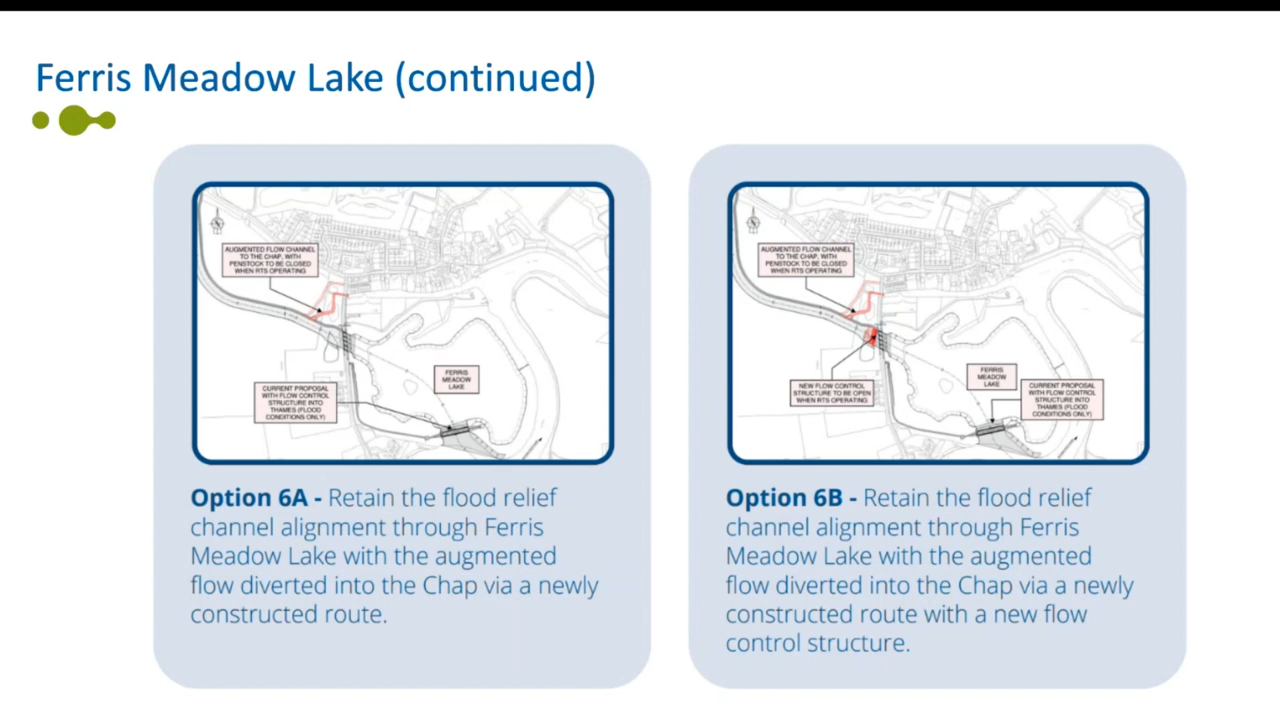 Ferris Meadow Lake (continued)
AUGMENTED FLOW CHANNEL
TO THE CHAP, WITH
PENSTOCK TO BE CLOSED
WHEN RTS OPERATING
FERRIS
MEADOW
LAKE
CURRENT PROPOSAL
WITH FLOW CONTROL
STRUCTURE INTO
THAMES (FLOOD
CONDITIONS ONLY)
Option 6A - Retain the flood relief
channel alignment through Ferris
Meadow Lake with the augmented
flow diverted into the Chap via a newly
constructed route.
AUGMENTED FLOW CHANNEL
TO THE CHAP, WITH
PENSTOCK TO BE CLOSED
WHEN RTS OPERATING
FERRIS
MEADOW
LAKE
NEW FLOW CONTROL
STRUCTURE TO BE OPEN
WHEN RTS OPERATING.
CURRENT PROPOSAL
WITH FLOW CONTROL
STRUCTURE INTO
THAMES (FLOOD
CONDITIONS ONLY)
Option 6B - Retain the flood relief
channel alignment through Ferris
Meadow Lake with the augmented
flow diverted into the Chap via a newly
constructed route with a new flow
control structure.